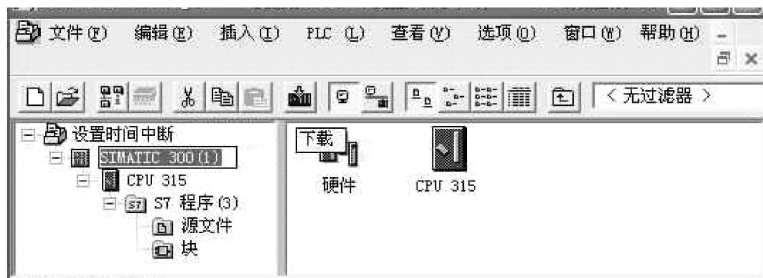 文件(F) 编辑(E) 插入(I) PLC (L) 查看(V) 选项(O) 窗口(W) 帮助(H)
< 无过滤器 >
设置时间中断
SIMATIC 300(1)
CPU 315
S7 程序(3)
源文件
块
下载
硬件
CPU 315